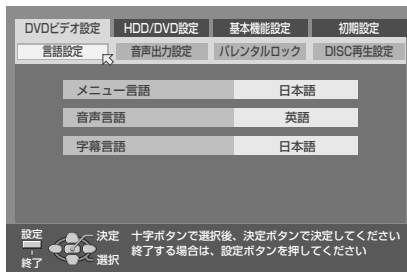 DVDビデオ設定 HDD/DVD設定 基本機能設定 初期設定
言語設定 音声出力設定 パレンタルロック DISC再生設定
メニュー言語 日本語
音声言語 英語
字幕言語 日本語
設定 決定 十字ボタンで選択後、決定ボタンで決定してください
終了 選択 終了する場合は、設定ボタンを押してください